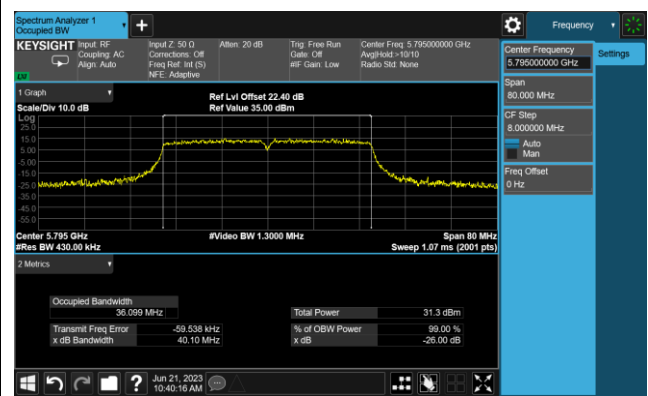 Spectrum Analyzer 1
Occupied BW
+
Frequency
KEYSIGHT
Input: RF
Coupling: AC
Align: Auto
Input Z: 50 Ω
Corrections: Off
Freq Ref: Int (S)
NFE: Adaptive
Atten: 20 dB
Trig: Free Run
Gate: Off
#IF Gain: Low
Center Freq: 5.795000000 GHz
Avg|Hold:>10/10
Radio Std: None
LXI
Center Frequency
5.795000000 GHz
Settings
Span
80.000 MHz
CF Step
8.000000 MHz
Auto
Man
Freq Offset
0 Hz
1 Graph
Ref Lvl Offset 22.40 dB
Scale/Div 10.0 dB
Ref Value 35.00 dBm
Log
25.0
15.0
5.00
-5.00
-15.0
-25.0
-35.0
-45.0
-55.0
Center 5.795 GHz
#Video BW 1.3000 MHz
Span 80 MHz
#Res BW 430.00 kHz
Sweep 1.07 ms (2001 pts)
2 Metrics
Occupied Bandwidth
36.099 MHz
Total Power
31.3 dBm
Transmit Freq Error
-59.538 kHz
% of OBW Power
99.00 %
x dB Bandwidth
40.10 MHz
x dB
-26.00 dB
?
Jun 21, 2023
10:40:16 AM